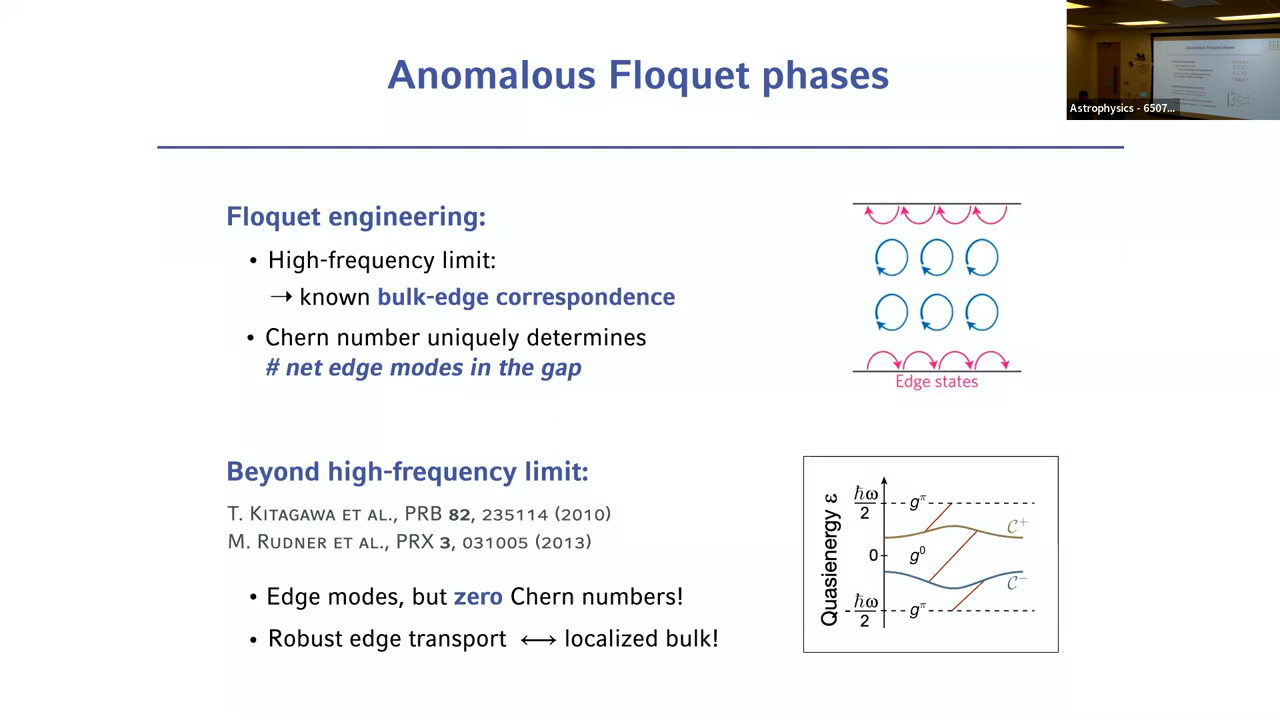 Anomalous Floquet phases
Astrophysics - 6507...
Floquet engineering:
• High-frequency limit:
→ known bulk-edge correspondence
• Chern number uniquely determines
# net edge modes in the gap
Edge states
Beyond high-frequency limit:
T. Kitagawa et al., PRB 82, 235114 (2010)
M. Rudner et al., PRX 3, 031005 (2013)
• Edge modes, but zero Chern numbers!
• Robust edge transport ⟷ localized bulk!
Quasienergy ε
ħω/2
g^π
C^+
0
g^0
C^-
-ħω/2
g^π